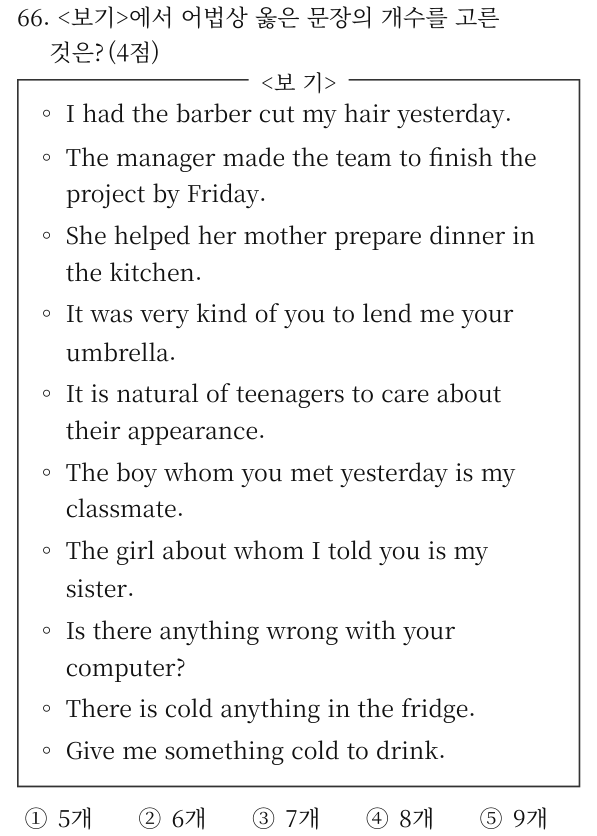 66. <보기>에서 어법상 옳은 문장의 개수를 고른
것은? (4점)
<보 기>
◦ I had the barber cut my hair yesterday.
◦ The manager made the team to finish the
project by Friday.
◦ She helped her mother prepare dinner in
the kitchen.
◦ It was very kind of you to lend me your
umbrella.
◦ It is natural of teenagers to care about
their appearance.
◦ The boy whom you met yesterday is my
classmate.
◦ The girl about whom I told you is my
sister.
◦ Is there anything wrong with your
computer?
◦ There is cold anything in the fridge.
◦ Give me something cold to drink.
① 5개 ② 6개 ③ 7개 ④ 8개 ⑤ 9개